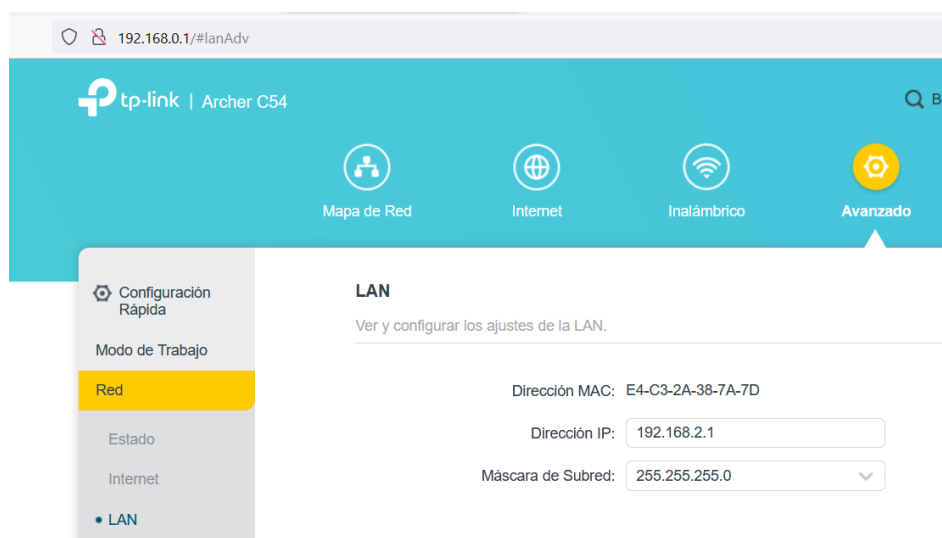 192.168.0.1/#lanAdv
tp-link | Archer C54
B
Mapa de Red
Internet
Inalámbrico
Avanzado
Configuración
Rápida
Modo de Trabajo
Red
Estado
Internet
LAN
LAN
Ver y configurar los ajustes de la LAN.
Dirección MAC: E4-C3-2A-38-7A-7D
Dirección IP: 192.168.2.1
Máscara de Subred: 255.255.255.0